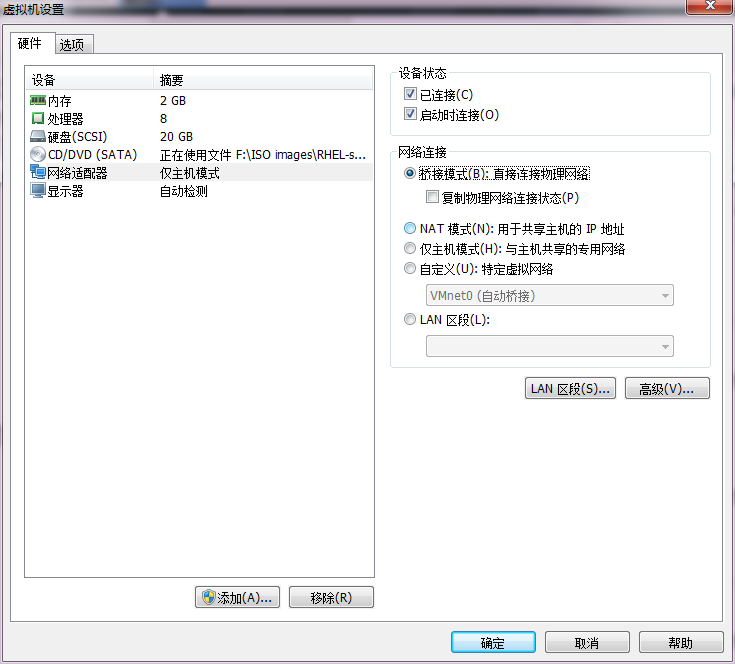 虚拟机设置
硬件 选项
设备 摘要
内存 2 GB
处理器 8
硬盘(SCSI) 20 GB
CD/DVD (SATA) 正在使用文件 F:\ISO images\RHEL-s...
网络适配器 仅主机模式
显示器 自动检测
添加(A)... 移除(R)
设备状态
已连接(C)
启动时连接(O)
网络连接
桥接模式(B): 直接连接物理网络
复制物理网络连接状态(P)
NAT 模式(N): 用于共享主机的 IP 地址
仅主机模式(H): 与主机共享的专用网络
自定义(U): 特定虚拟网络
VMnet0 (自动桥接)
LAN 区段(L):
LAN 区段(S)... 高级(V)...
确定 取消 帮助